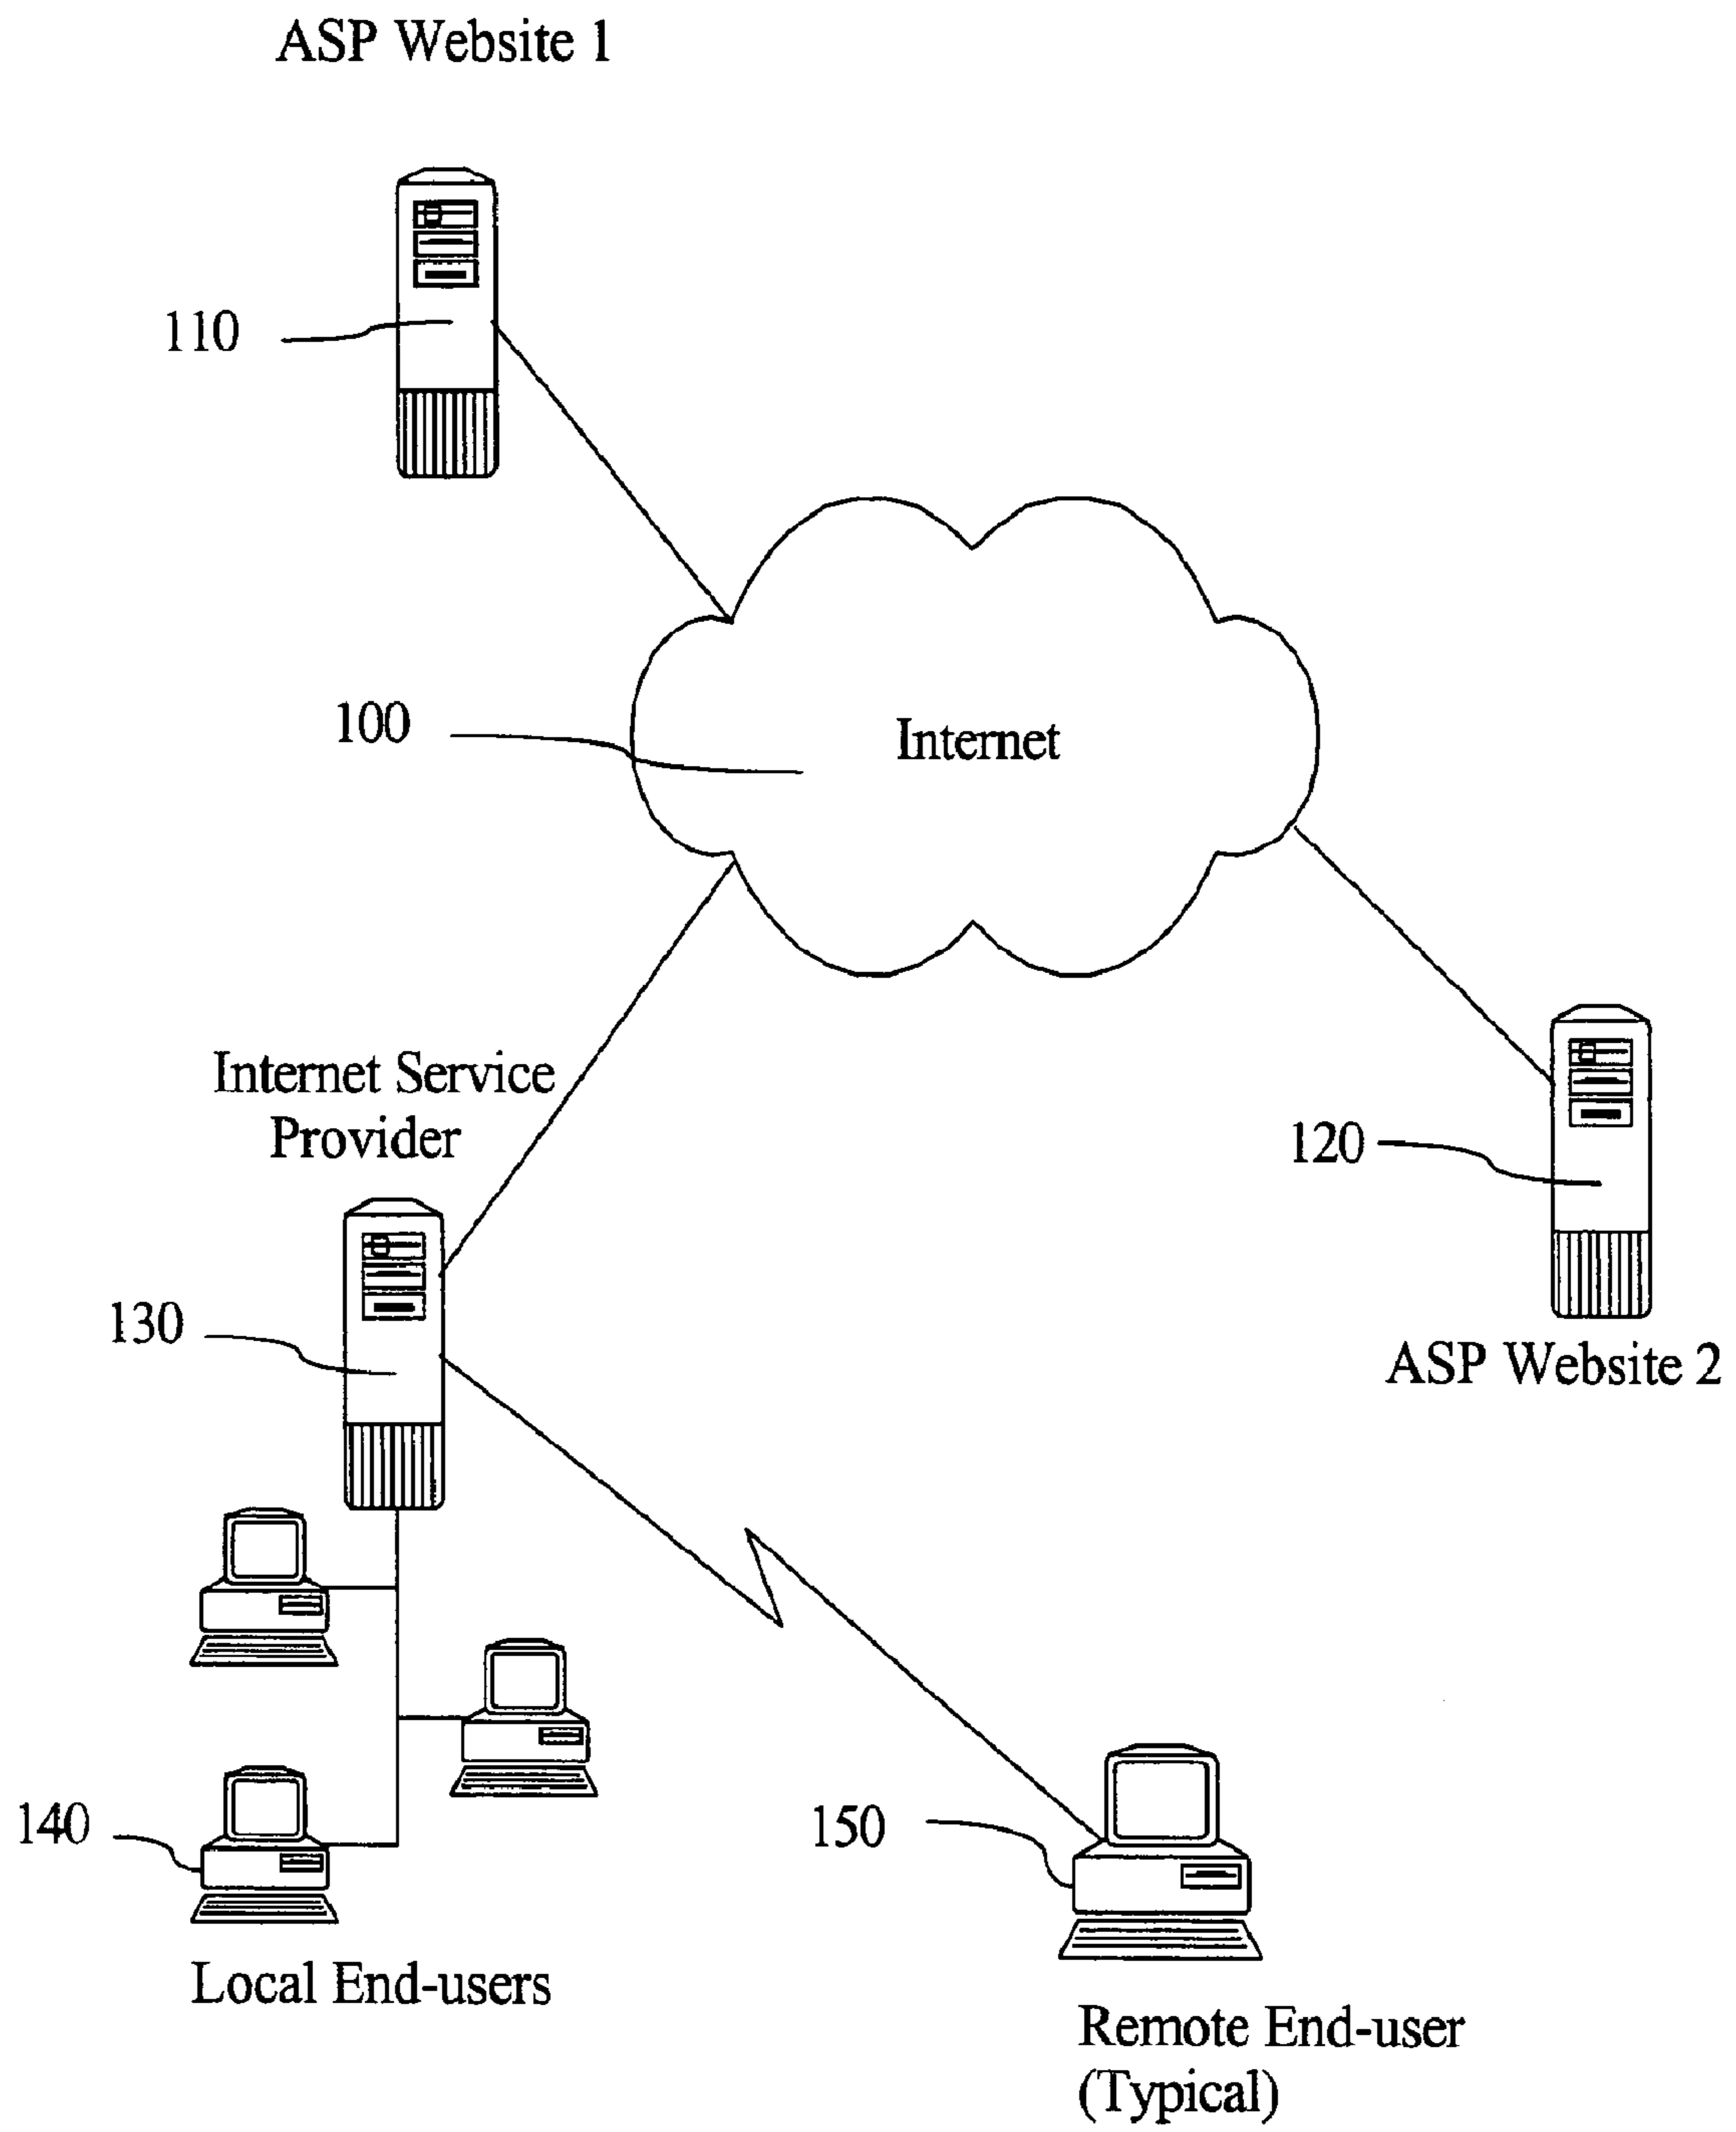 ASP Website 1
110
100
Internet
Internet Service
Provider
120
130
ASP Website 2
140
150
Local End-users
Remote End-user
(Typical)